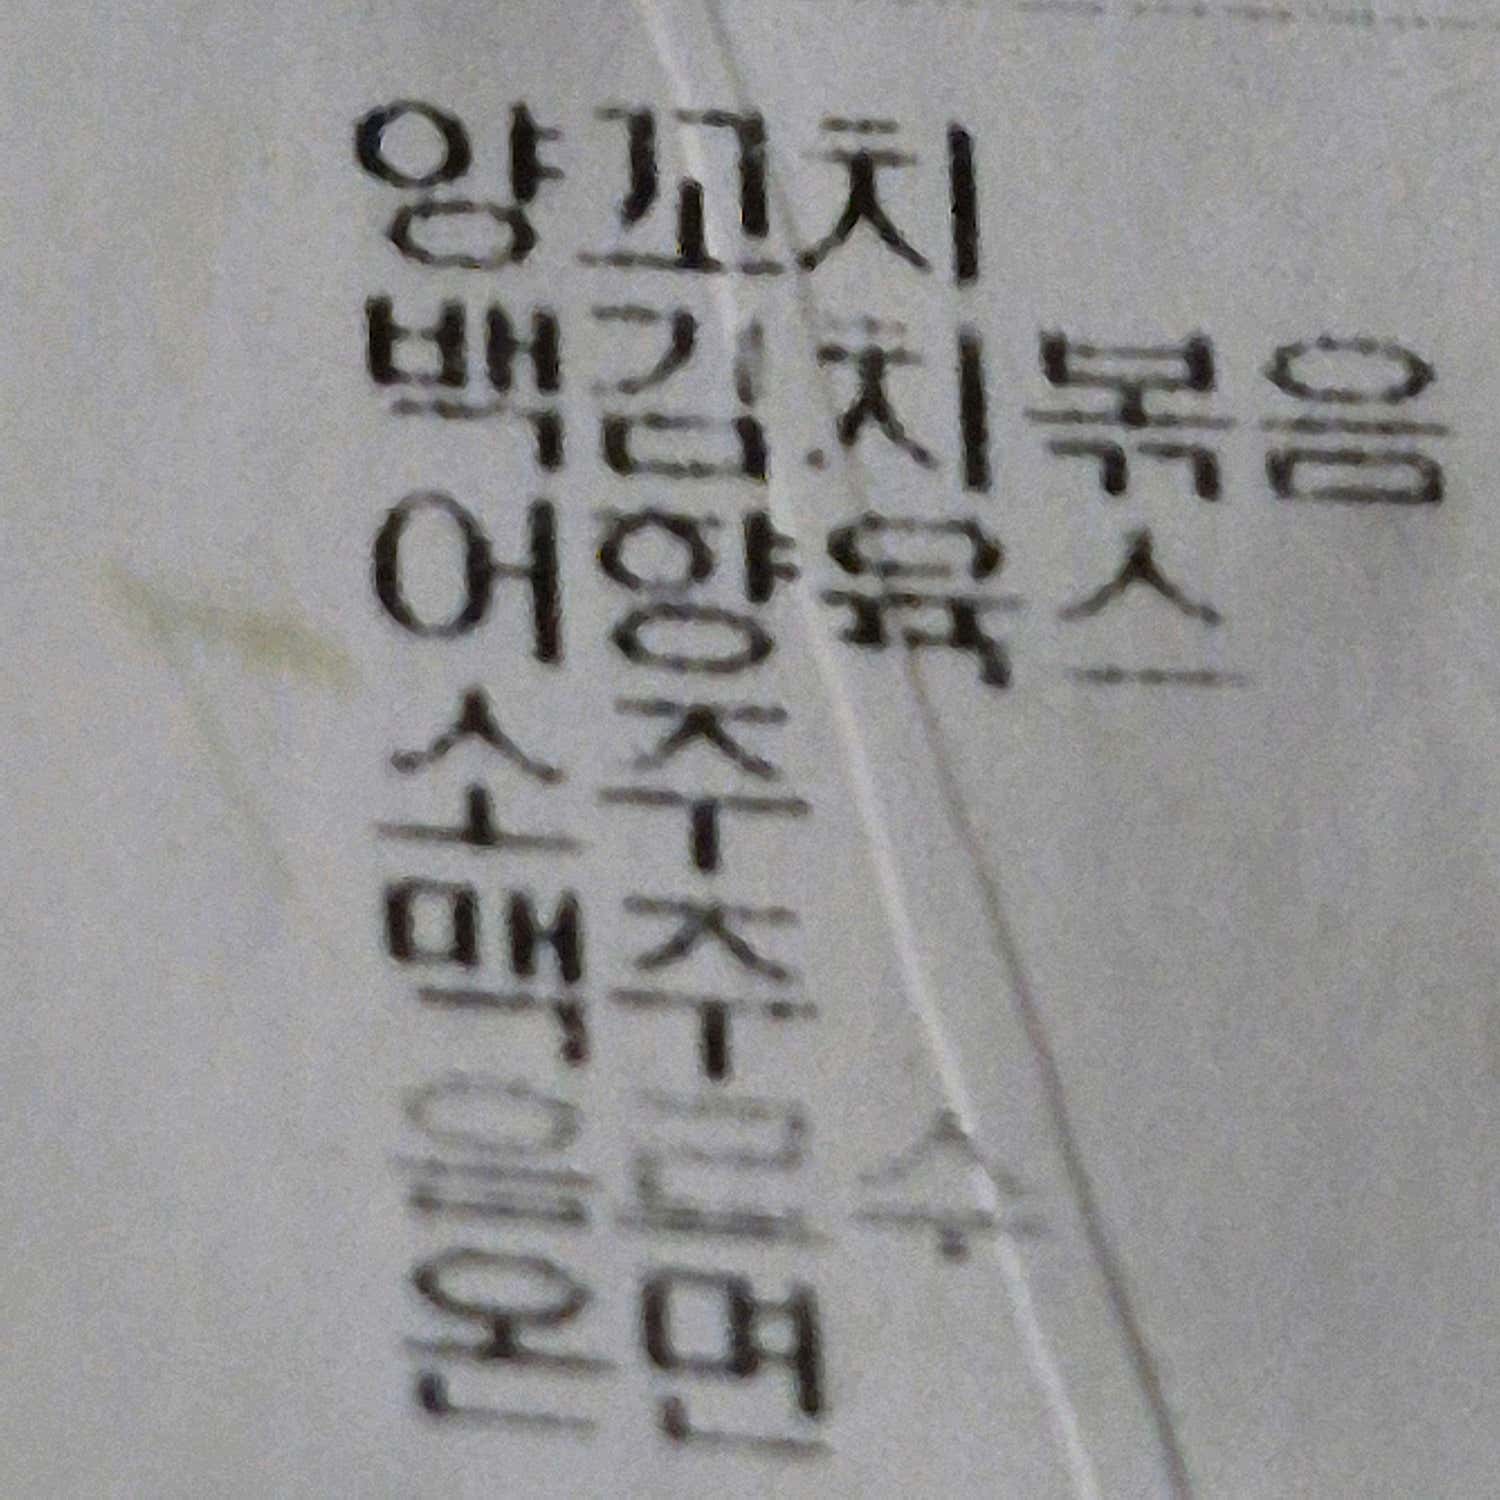 양꼬치
백김치볶음
어향육스
소주
맥주
음료수
온면